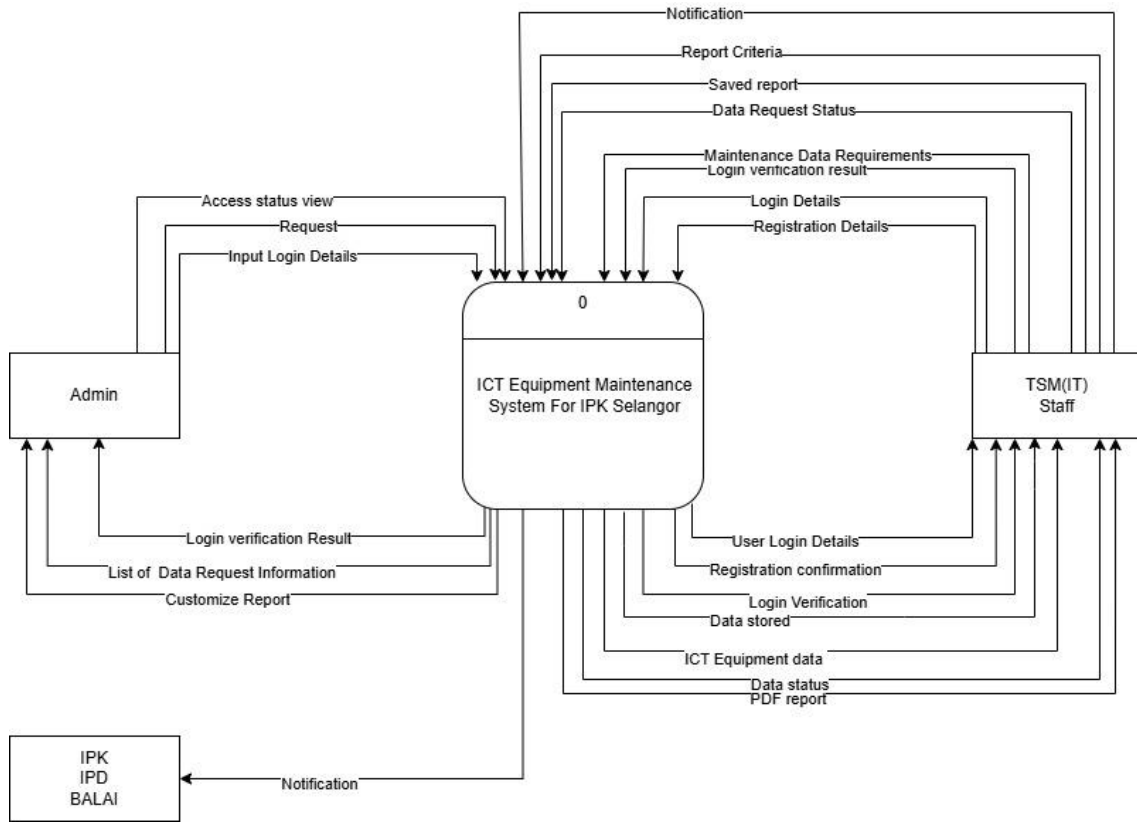 Notification
Report Criteria
Saved report
Data Request Status
Maintenance Data Requirements
Login verification result
Access status view
Login Details
Request
Registration Details
Input Login Details
0
ICT Equipment Maintenance
System For IPK Selangor
Admin
TSM(IT)
Staff
Login verification Result
User Login Details
List of Data Request Information
Registration confirmation
Customize Report
Login Verification
Data stored
ICT Equipment data
Data status
PDF report
IPK
IPD
BALAI
Notification